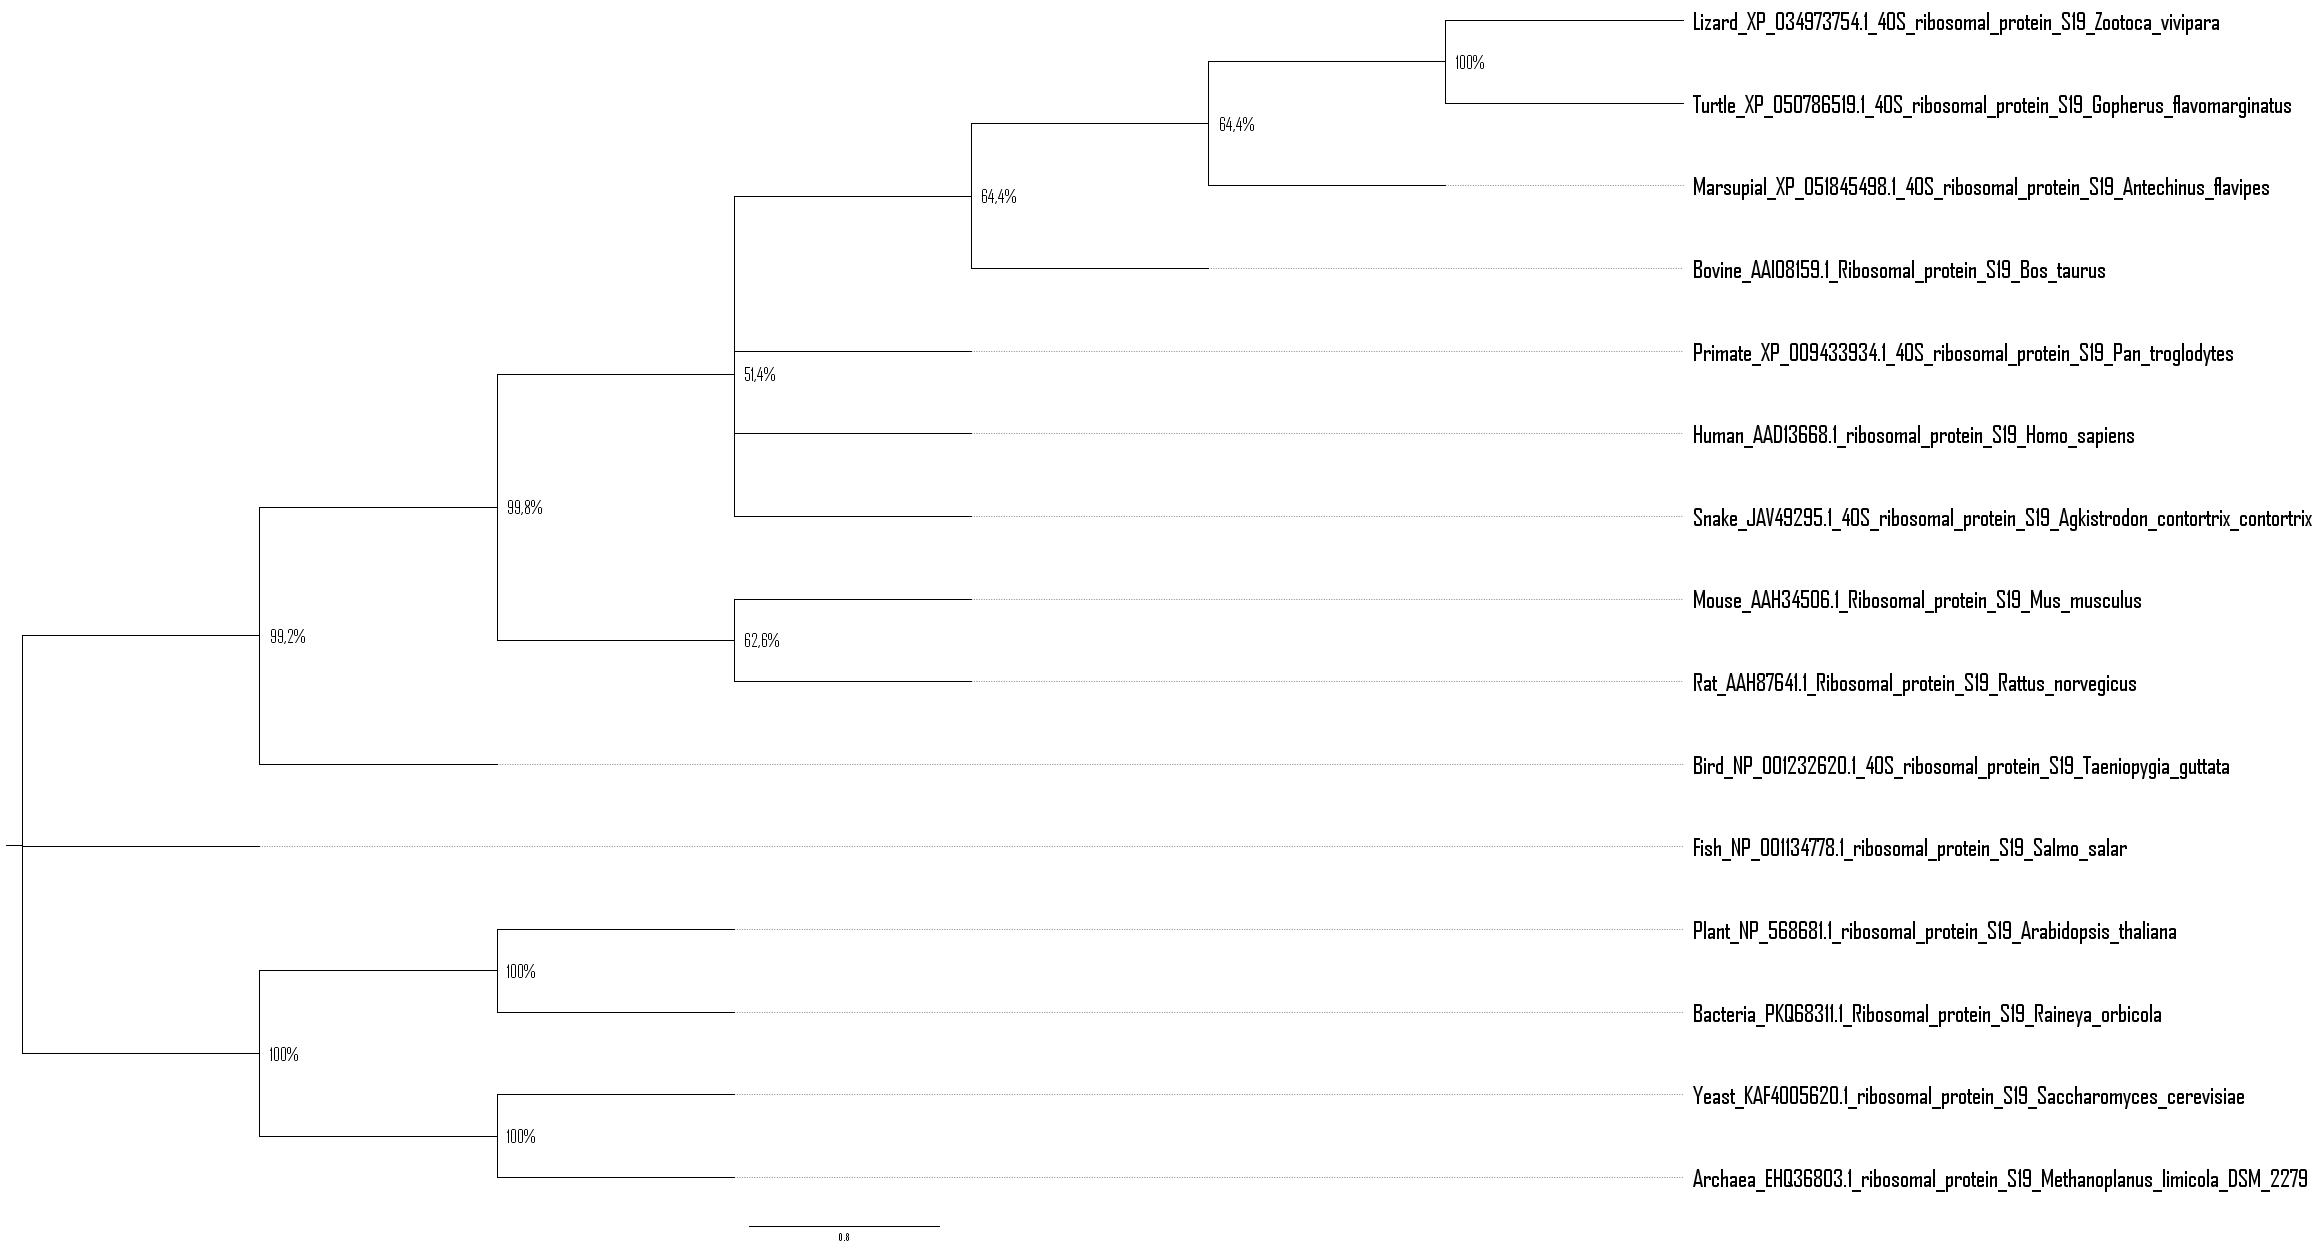 Lizard_XP_034973754.1_40S_ribosomal_protein_S19_Zootoca_vivipara
100%
Turtle_XP_050786519.1_40S_ribosomal_protein_S19_Gopherus_flavomarginatus
64,4%
Marsupial_XP_051845498.1_40S_ribosomal_protein_S19_Antechinus_flavipes
64,4%
Bovine_AAI08159.1_Ribosomal_protein_S19_Bos_taurus
Primate_XP_009433934.1_40S_ribosomal_protein_S19_Pan_troglodytes
51,4%
Human_AAD13668.1_ribosomal_protein_S19_Homo_sapiens
99,8%
Snake_JAV49295.1_40S_ribosomal_protein_S19_Agkistrodon_contortrix_contortrix
Mouse_AAH34506.1_Ribosomal_protein_S19_Mus_musculus
99,2%
62,6%
Rat_AAH87641.1_Ribosomal_protein_S19_Rattus_norvegicus
Bird_NP_001232620.1_40S_ribosomal_protein_S19_Taeniopygia_guttata
Fish_NP_001134778.1_ribosomal_protein_S19_Salmo_salar
Plant_NP_568681.1_ribosomal_protein_S19_Arabidopsis_thaliana
100%
Bacteria_PKQ68311.1_Ribosomal_protein_S19_Raineya_orbicola
100%
Yeast_KAF4005620.1_ribosomal_protein_S19_Saccharomyces_cerevisiae
100%
Archaea_EHQ36803.1_ribosomal_protein_S19_Methanoplanus_limicola_DSM_2279
0.8